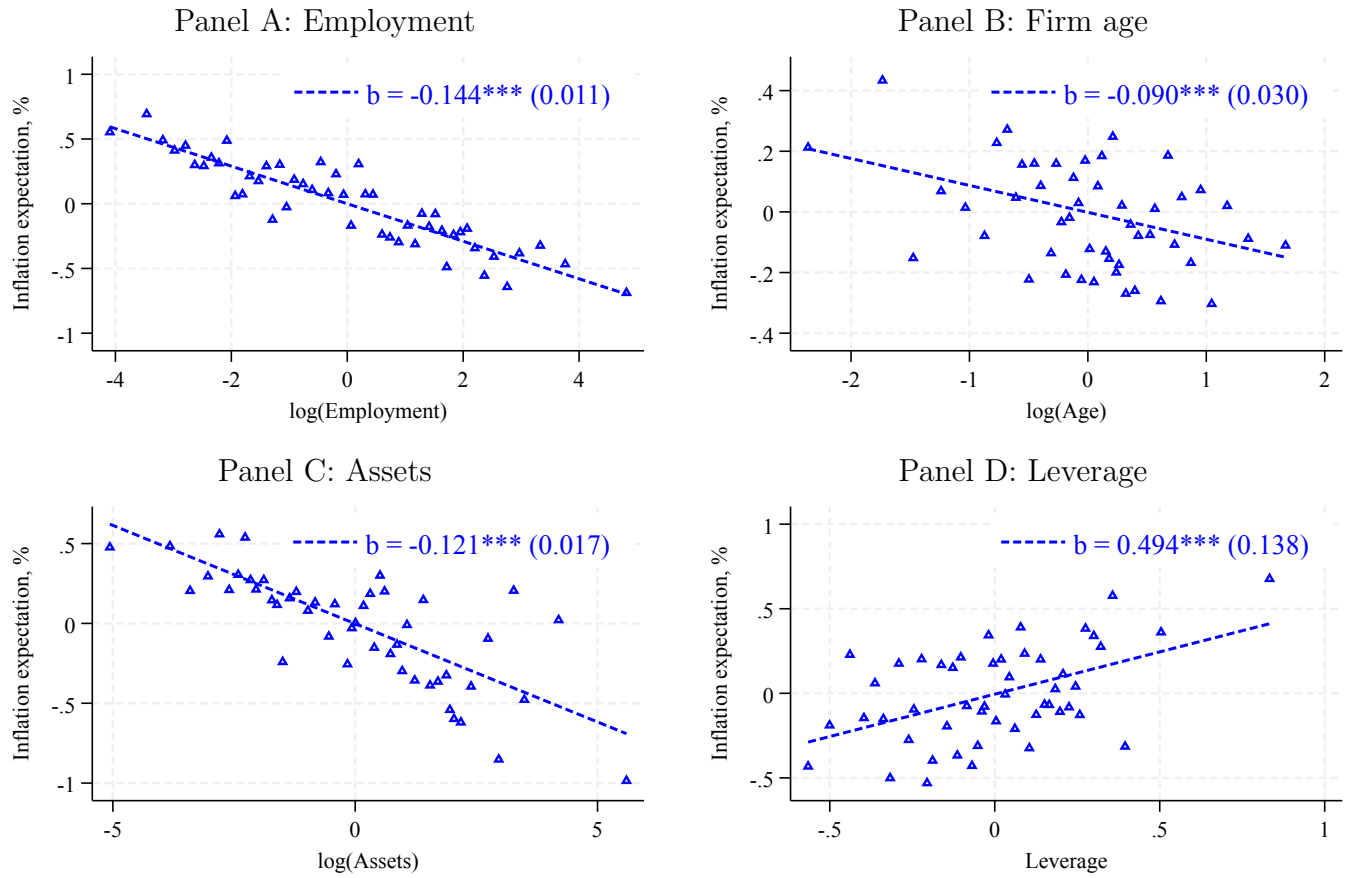 Panel A: Employment
b = -0.144*** (0.011)
Inflation expectation, %
1
.5
0
-.5
-1
-4
-2
0
2
4
log(Employment)
Panel B: Firm age
b = -0.090*** (0.030)
Inflation expectation, %
.4
.2
0
-.2
-.4
-2
-1
0
1
2
log(Age)
Panel C: Assets
b = -0.121*** (0.017)
Inflation expectation, %
.5
0
-.5
-1
-5
0
5
log(Assets)
Panel D: Leverage
b = 0.494*** (0.138)
Inflation expectation, %
1
.5
0
-.5
-.5
0
.5
1
Leverage